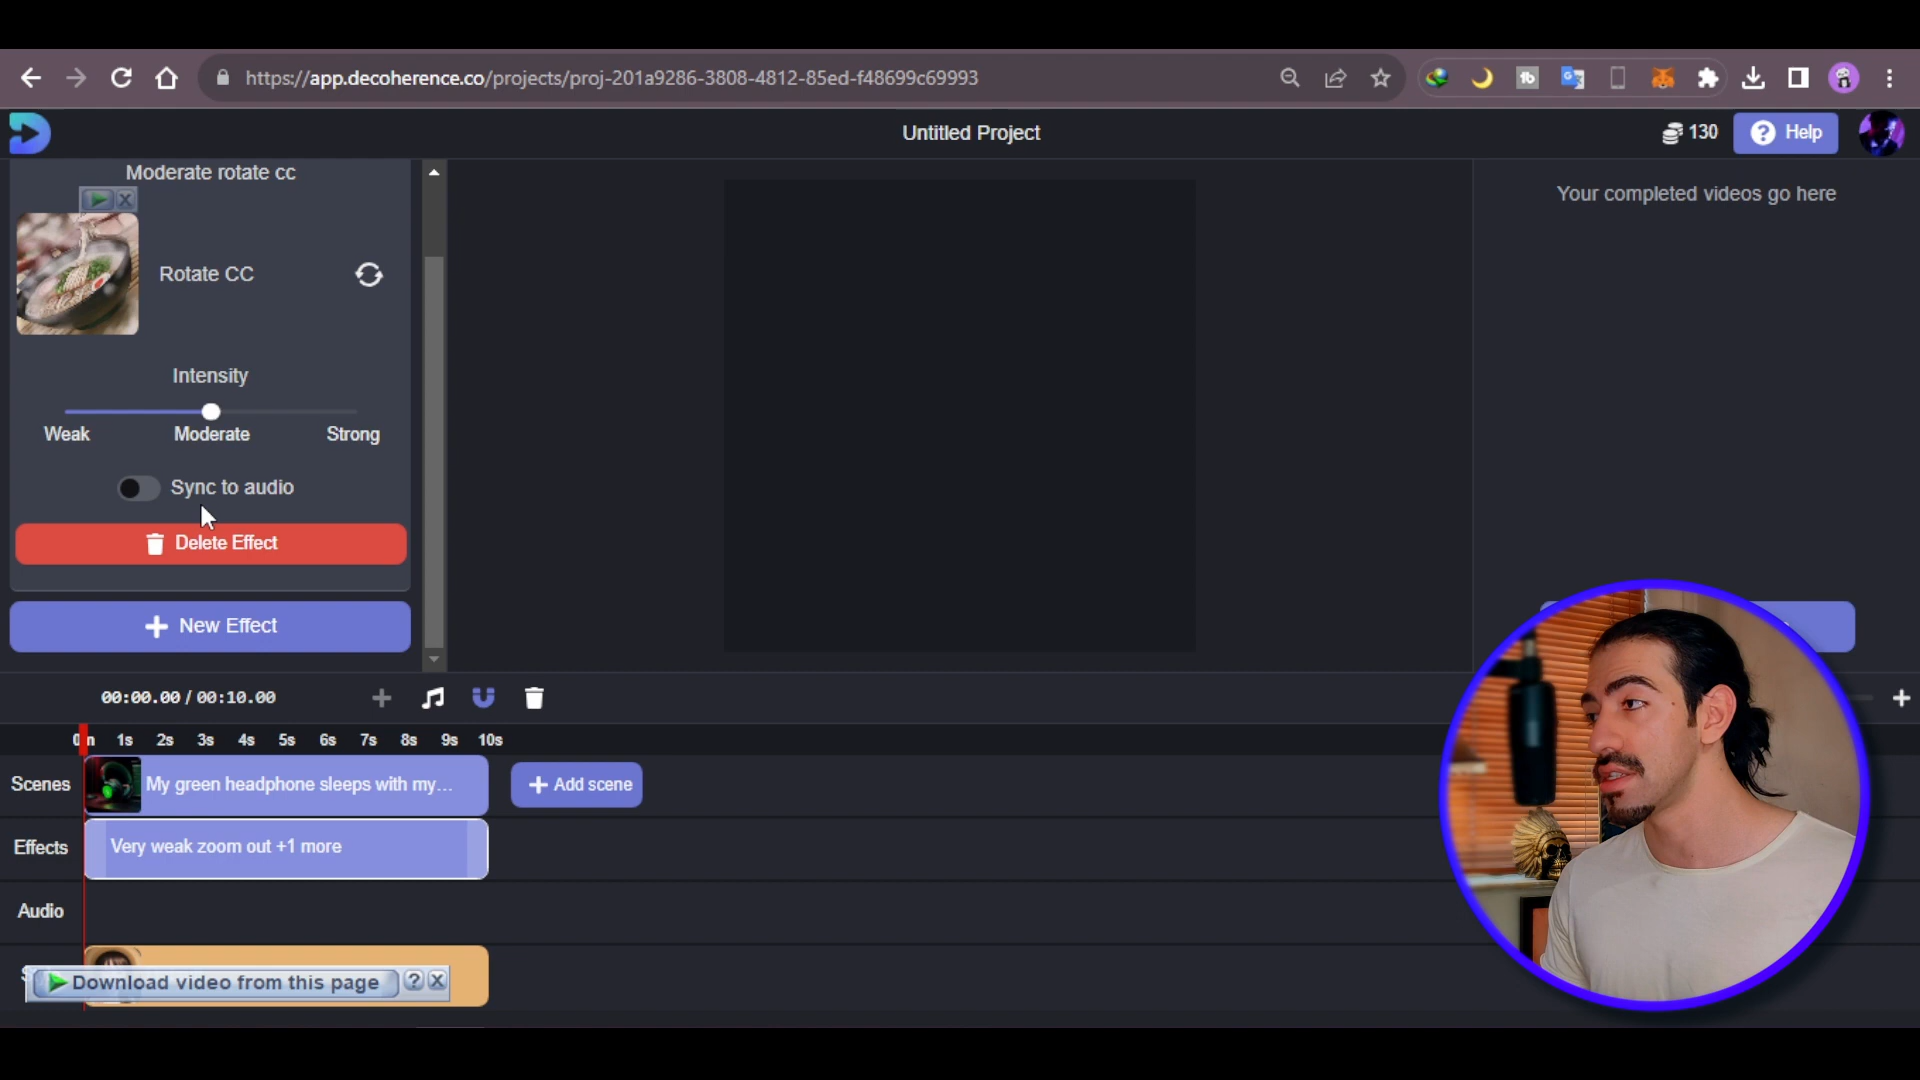 https://app.decoherence.co/projects/proj-201a9286-3808-4812-85ed-f48699c69993
Untitled Project
130
Help
Moderate rotate cc
Your completed videos go here
Rotate CC
Intensity
Weak
Moderate
Strong
Sync to audio
Delete Effect
New Effect
00:00.00 / 00:10.00
1s 2s 3s 4s 5s 6s 7s 8s 9s 10s
Scenes
My green headphone sleeps with my...
Add scene
Effects
Very weak zoom out +1 more
Audio
Download video from this page